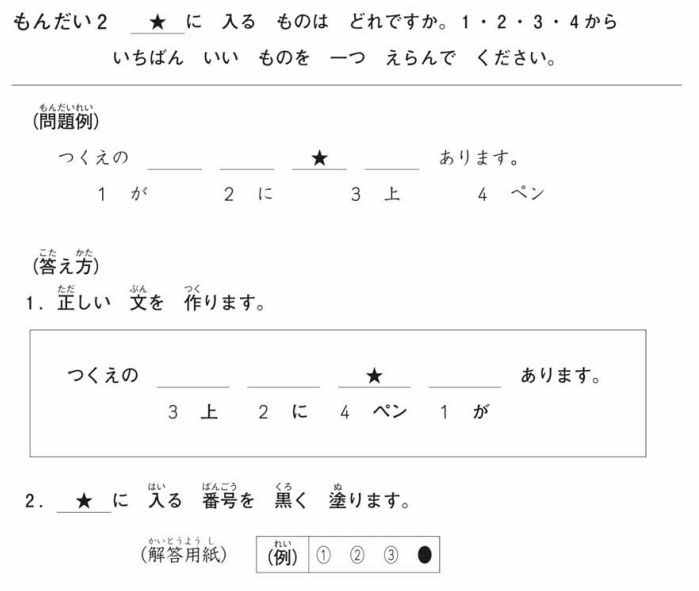 もんだい2　＿★＿に　入る　ものは　どれですか。1・2・3・4から
いちばん　いい　ものを　一つ　えらんで　ください。
もんだいれい
(問題例)
つくえの　＿＿　＿＿　＿★＿　＿＿　あります。
1　が　2　に　3　上　4　ペン
こた　かた
(答え方)
ただ　ぶん　つく
1．正しい　文を　作ります。
つくえの　＿＿　＿＿　＿★＿　＿＿　あります。
3　上　2　に　4　ペン　1　が
はい　ばんごう　くろ　ぬ
2．＿★＿に　入る　番号を　黒く　塗ります。
かいとうようし　れい
(解答用紙)　(例)　①　②　③　●